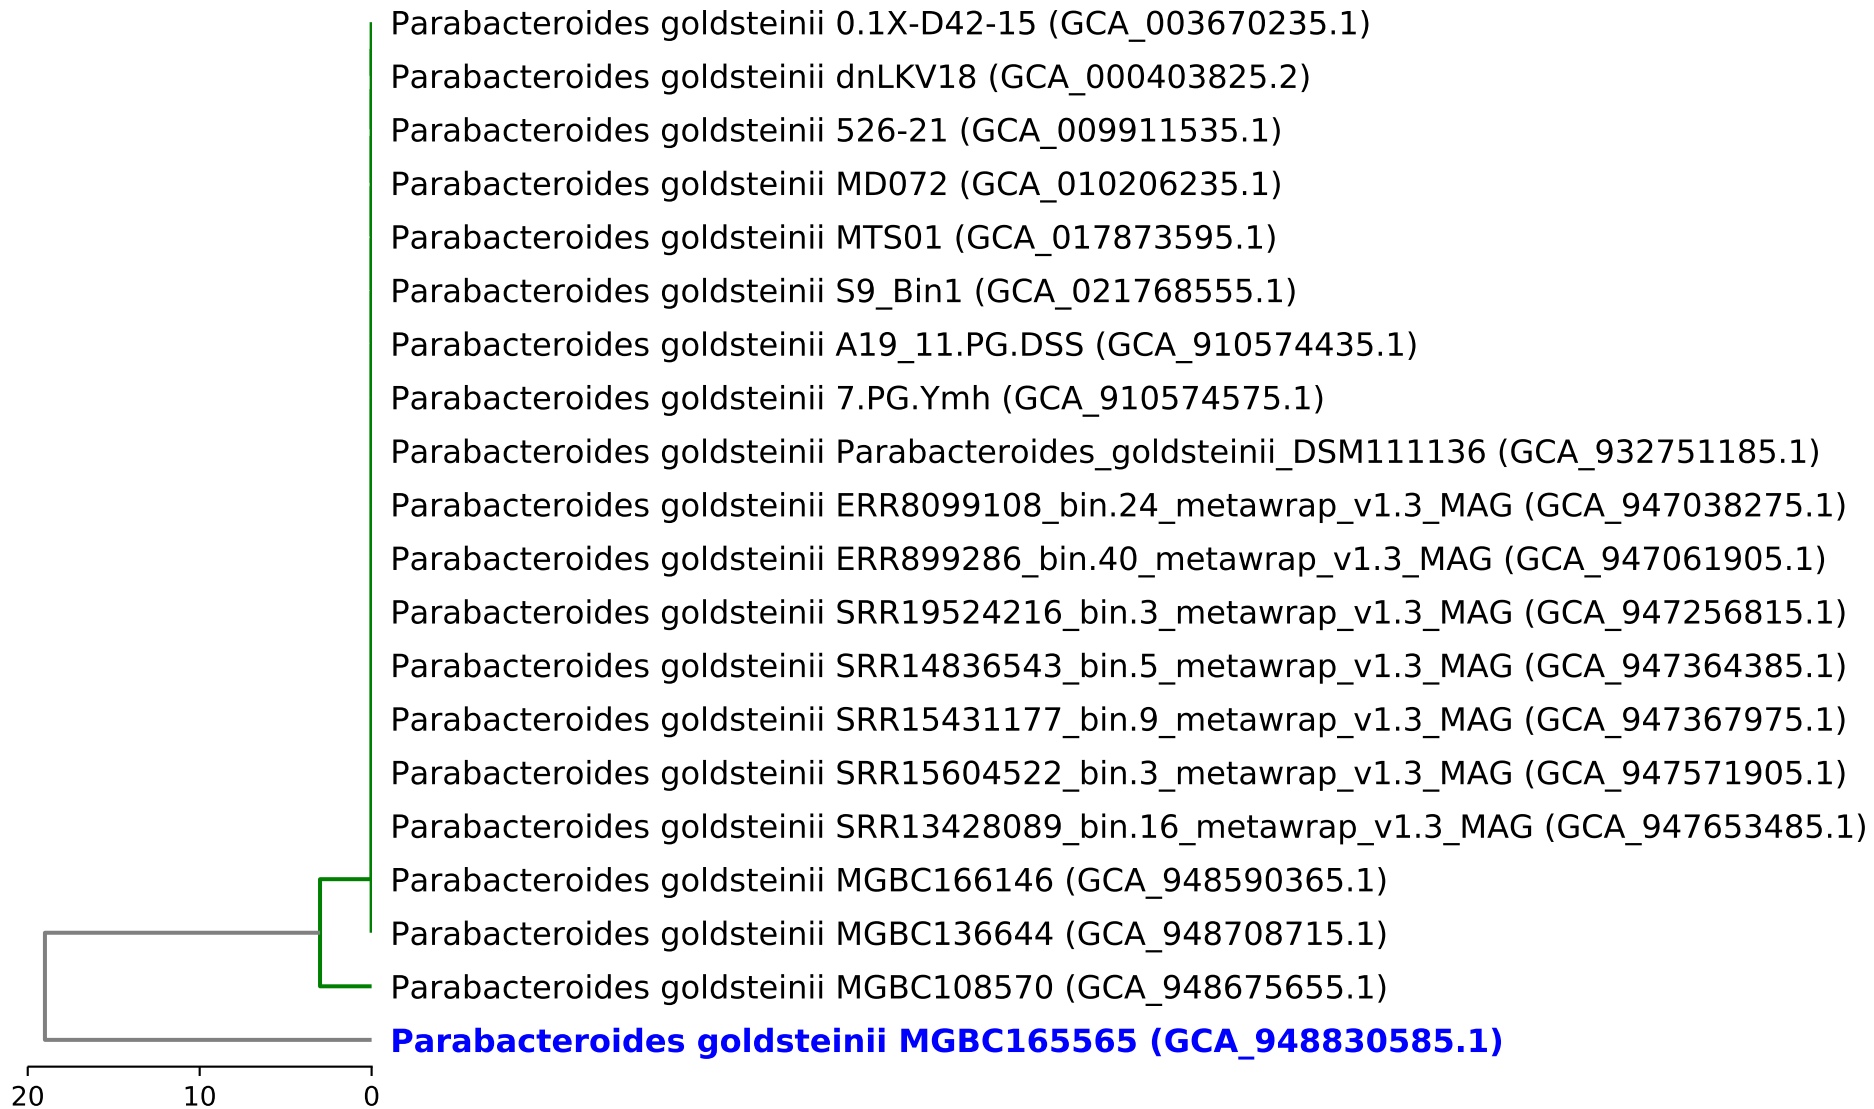 Parabacteroides goldsteinii 0.1X-D42-15 (GCA_003670235.1)
Parabacteroides goldsteinii dnLKV18 (GCA_000403825.2)
Parabacteroides goldsteinii 526-21 (GCA_009911535.1)
Parabacteroides goldsteinii MD072 (GCA_010206235.1)
Parabacteroides goldsteinii MTS01 (GCA_017873595.1)
Parabacteroides goldsteinii S9_Bin1 (GCA_021768555.1)
Parabacteroides goldsteinii A19_11.PG.DSS (GCA_910574435.1)
Parabacteroides goldsteinii 7.PG.Ymh (GCA_910574575.1)
Parabacteroides goldsteinii Parabacteroides_goldsteinii_DSM111136 (GCA_932751185.1)
Parabacteroides goldsteinii ERR8099108_bin.24_metawrap_v1.3_MAG (GCA_947038275.1)
Parabacteroides goldsteinii ERR899286_bin.40_metawrap_v1.3_MAG (GCA_947061905.1)
Parabacteroides goldsteinii SRR19524216_bin.3_metawrap_v1.3_MAG (GCA_947256815.1)
Parabacteroides goldsteinii SRR14836543_bin.5_metawrap_v1.3_MAG (GCA_947364385.1)
Parabacteroides goldsteinii SRR15431177_bin.9_metawrap_v1.3_MAG (GCA_947367975.1)
Parabacteroides goldsteinii SRR15604522_bin.3_metawrap_v1.3_MAG (GCA_947571905.1)
Parabacteroides goldsteinii SRR13428089_bin.16_metawrap_v1.3_MAG (GCA_947653485.1)
Parabacteroides goldsteinii MGBC166146 (GCA_948590365.1)
Parabacteroides goldsteinii MGBC136644 (GCA_948708715.1)
Parabacteroides goldsteinii MGBC108570 (GCA_948675655.1)
Parabacteroides goldsteinii MGBC165565 (GCA_948830585.1)
20 10 0